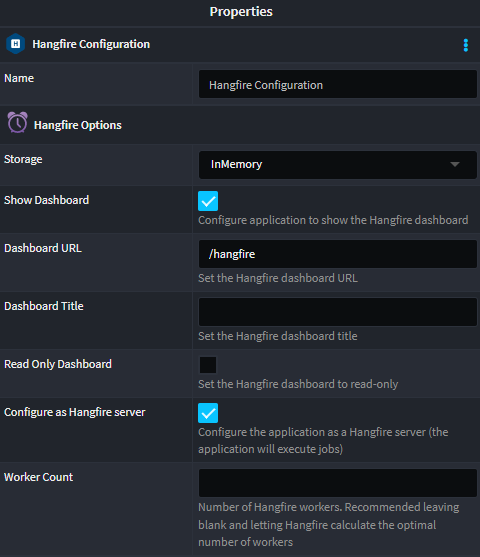 Properties
Hangfire Configuration
Name
Hangfire Configuration
Hangfire Options
Storage
InMemory
Show Dashboard
Configure application to show the Hangfire dashboard
Dashboard URL
/hangfire
Set the Hangfire dashboard URL
Dashboard Title
Set the Hangfire dashboard title
Read Only Dashboard
Set the Hangfire dashboard to read-only
Configure as Hangfire server
Configure the application as a Hangfire server (the
application will execute jobs)
Worker Count
Number of Hangfire workers. Recommended leaving
blank and letting Hangfire calculate the optimal
number of workers